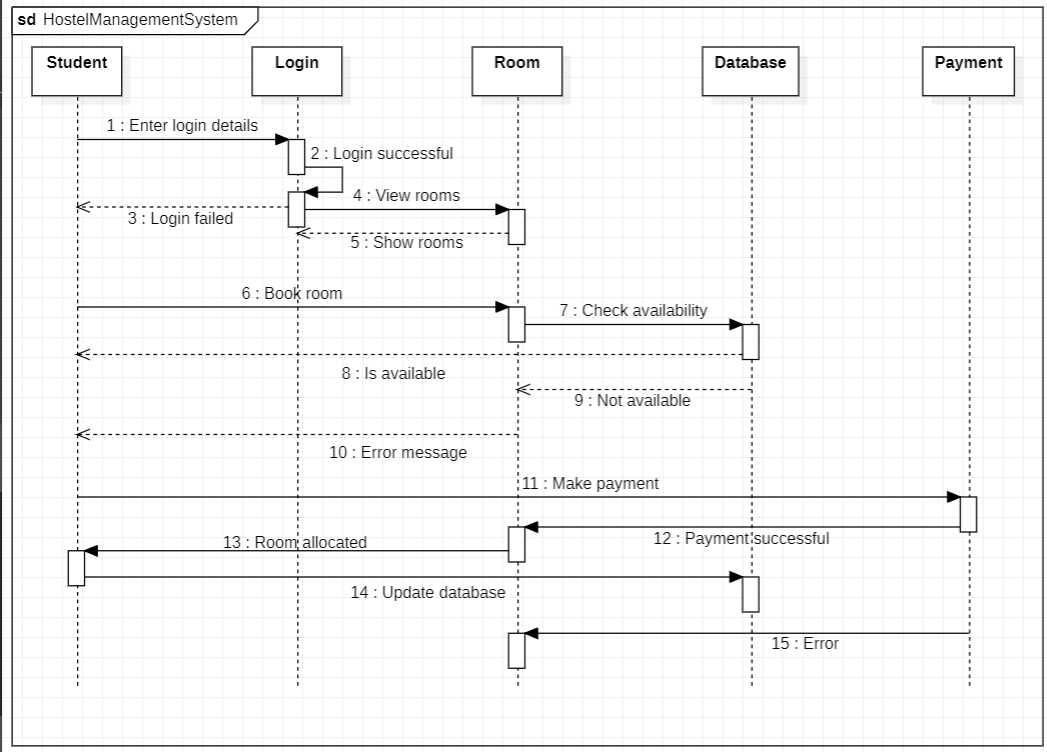 sd HostelManagementSystem
Student
Login
Room
Database
Payment
1 : Enter login details
2 : Login successful
4 : View rooms
3 : Login failed
5 : Show rooms
6 : Book room
7 : Check availability
8 : Is available
9 : Not available
10 : Error message
11 : Make payment
12 : Payment successful
13 : Room allocated
14 : Update database
15 : Error